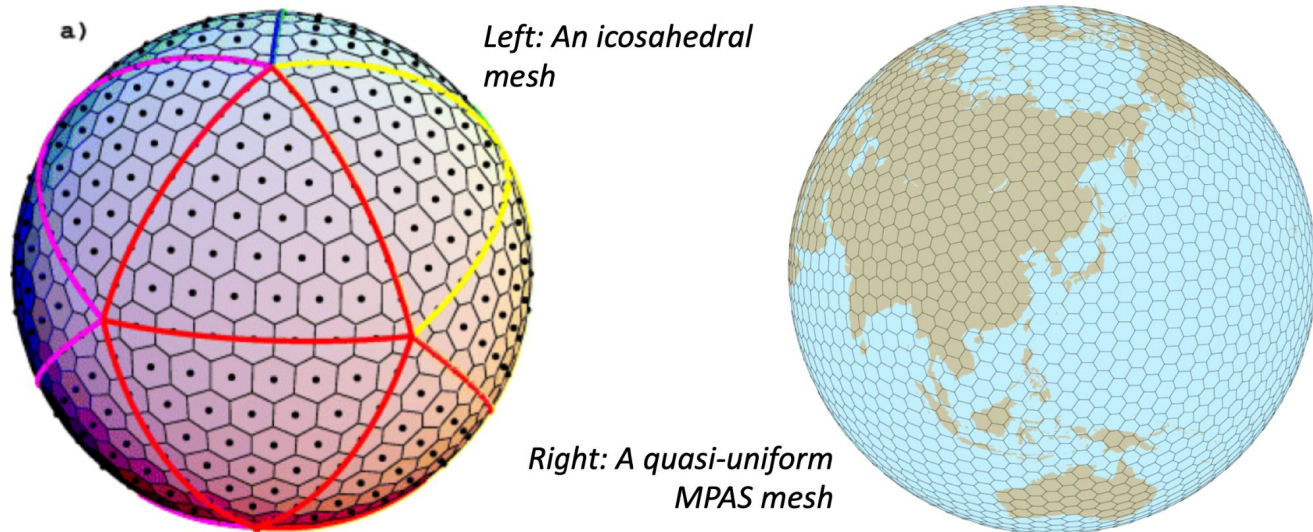 a)
Left: An icosahedral
mesh
Right: A quasi-uniform
MPAS mesh